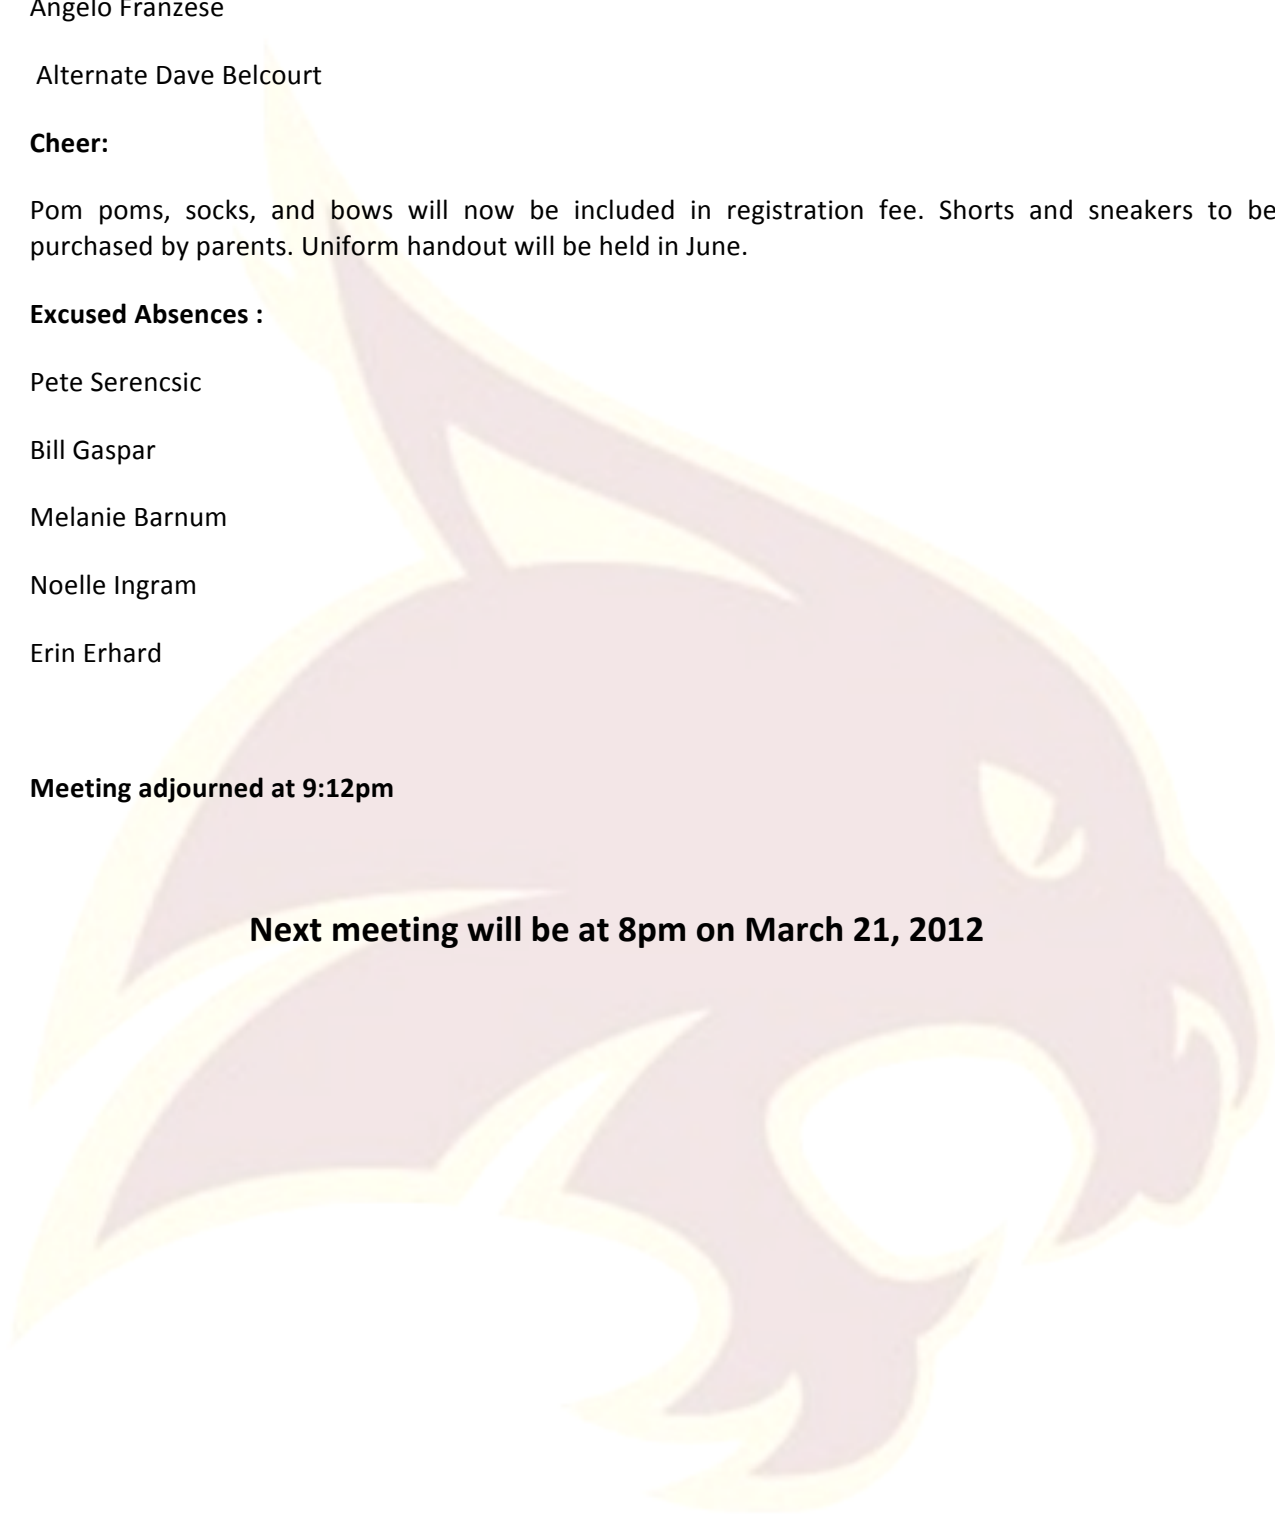 Angelo Franzese
Alternate Dave Belcourt
Cheer:
Pom poms, socks, and bows will now be included in registration fee. Shorts and sneakers to be
purchased by parents. Uniform handout will be held in June.
Excused Absences :
Pete Serencsic
Bill Gaspar
Melanie Barnum
Noelle Ingram
Erin Erhard
Meeting adjourned at 9:12pm
Next meeting will be at 8pm on March 21, 2012